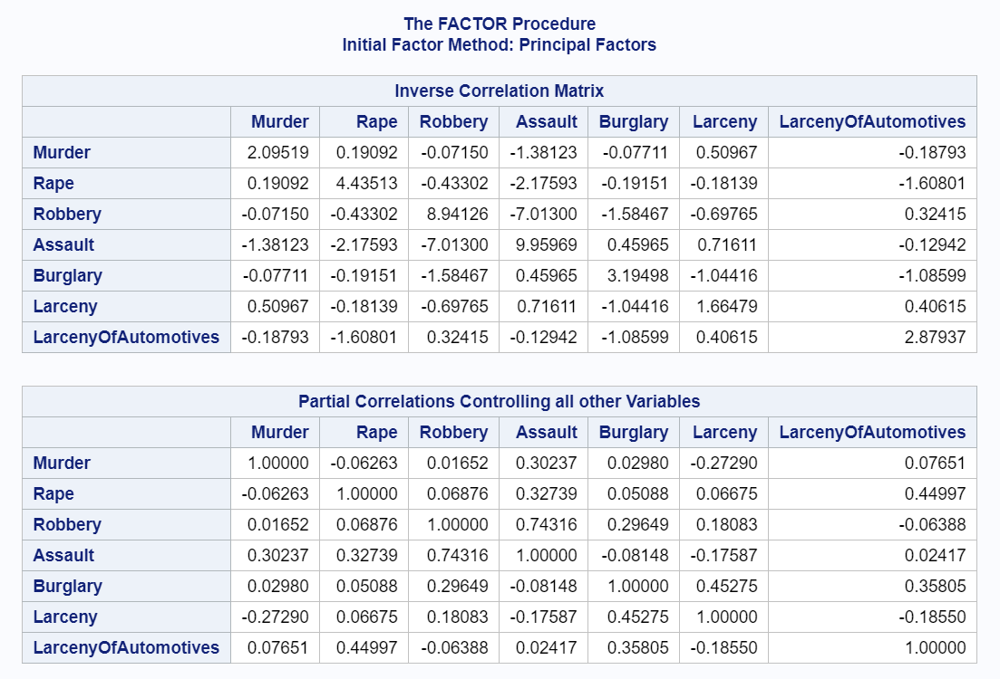 The FACTOR Procedure
Initial Factor Method: Principal Factors
Inverse Correlation Matrix
Murder Rape Robbery Assault Burglary Larceny LarcenyOfAutomotives
Murder 2.09519 0.19092 -0.07150 -1.38123 -0.07711 0.50967 -0.18793
Rape 0.19092 4.43513 -0.43302 -2.17593 -0.19151 -0.18139 -1.60801
Robbery -0.07150 -0.43302 8.94126 -7.01300 -1.58467 -0.69765 0.32415
Assault -1.38123 -2.17593 -7.01300 9.95969 0.45965 0.71611 -0.12942
Burglary -0.07711 -0.19151 -1.58467 0.45965 3.19498 -1.04416 -1.08599
Larceny 0.50967 -0.18139 -0.69765 0.71611 -1.04416 1.66479 0.40615
LarcenyOfAutomotives -0.18793 -1.60801 0.32415 -0.12942 -1.08599 0.40615 2.87937
Partial Correlations Controlling all other Variables
Murder Rape Robbery Assault Burglary Larceny LarcenyOfAutomotives
Murder 1.00000 -0.06263 0.01652 0.30237 0.02980 -0.27290 0.07651
Rape -0.06263 1.00000 0.06876 0.32739 0.05088 0.06675 0.44997
Robbery 0.01652 0.06876 1.00000 0.74316 0.29649 0.18083 -0.06388
Assault 0.30237 0.32739 0.74316 1.00000 -0.08148 -0.17587 0.02417
Burglary 0.02980 0.05088 0.29649 -0.08148 1.00000 0.45275 0.35805
Larceny -0.27290 0.06675 0.18083 -0.17587 0.45275 1.00000 -0.18550
LarcenyOfAutomotives 0.07651 0.44997 -0.06388 0.02417 0.35805 -0.18550 1.00000